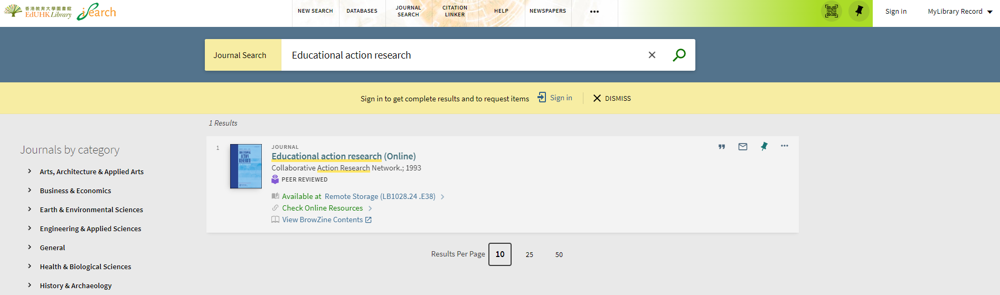 香港教育大學圖書館
EdUHK Library
iSearch
NEW SEARCH
DATABASES
JOURNAL
SEARCH
CITATION
LINKER
HELP
NEWSPAPERS
Sign in
MyLibrary Record
Journal Search
Educational action research
Sign in to get complete results and to request items
Sign in
DISMISS
1 Results
Journals by category
Arts, Architecture & Applied Arts
Business & Economics
Earth & Environmental Sciences
Engineering & Applied Sciences
General
Health & Biological Sciences
History & Archaeology
1
EDUCATIONAL
ACTION
RESEARCH
JOURNAL
Educational action research (Online)
Collaborative Action Research Network.; 1993
PEER REVIEWED
Available at Remote Storage (LB1028.24 .E38)
Check Online Resources
View BrowZine Contents
Results Per Page 10 25 50